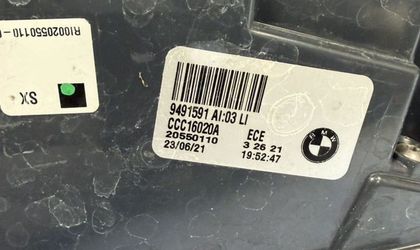 R10020550110-
SX
9491591 AI:03 LI
CCC16020A ECE
20550110 3 26 21
23/06/21 19:52:47
BMW